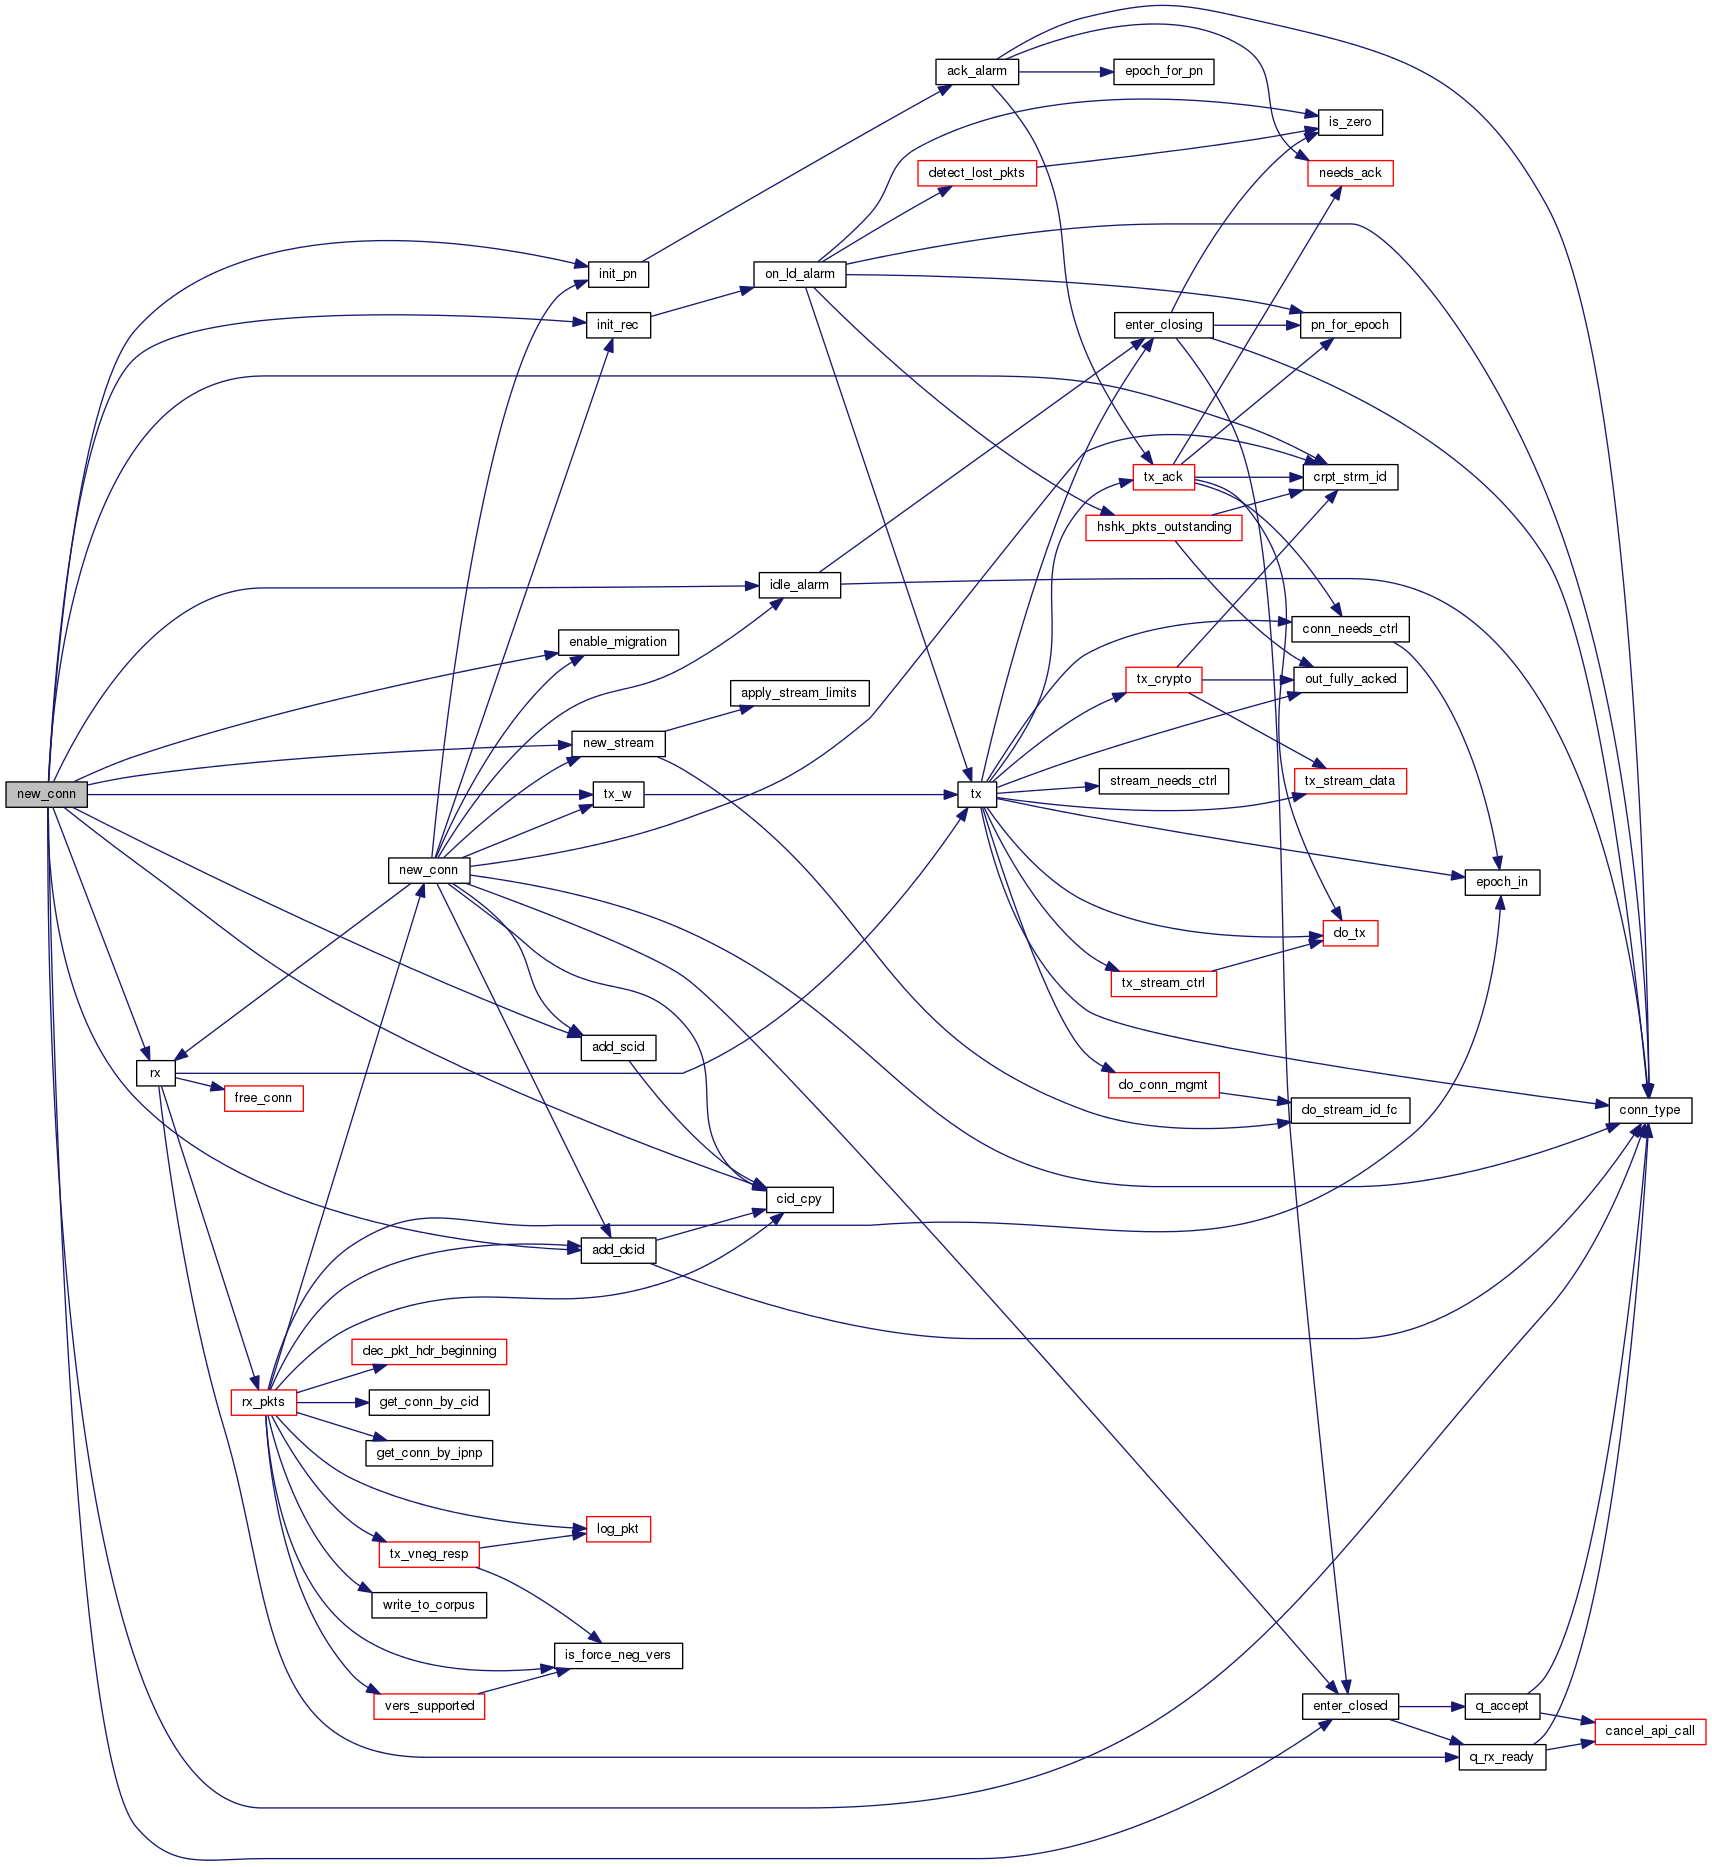 ack_alarm
epoch_for_pn
is_zero
detect_lost_pkts
needs_ack
init_pn
on_ld_alarm
init_rec
enter_closing
pn_for_epoch
tx_ack
crpt_strm_id
hshk_pkts_outstanding
idle_alarm
enable_migration
conn_needs_ctrl
apply_stream_limits
tx_crypto
out_fully_acked
new_stream
new_conn
tx_w
tx
stream_needs_ctrl
tx_stream_data
new_conn
epoch_in
do_tx
tx_stream_ctrl
add_scid
rx
free_conn
do_conn_mgmt
do_stream_id_fc
conn_type
cid_cpy
add_dcid
dec_pkt_hdr_beginning
rx_pkts
get_conn_by_cid
get_conn_by_ipnp
log_pkt
tx_vneg_resp
write_to_corpus
is_force_neg_vers
vers_supported
enter_closed
q_accept
cancel_api_call
q_rx_ready